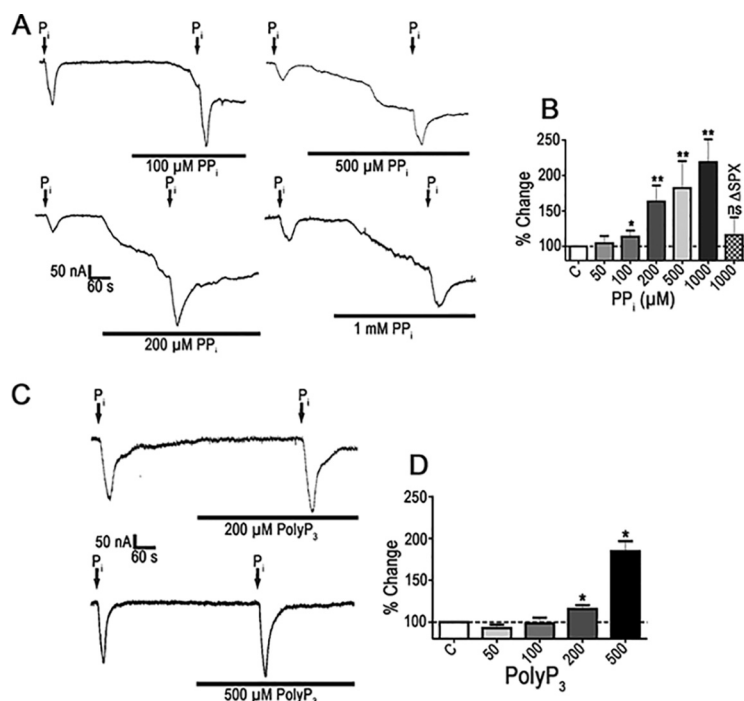 A
Pi Pi
100 µM PPi
Pi Pi
500 µM PPi
Pi Pi
50 nA
60 s
200 µM PPi
Pi Pi
1 mM PPi
B
% Change
250
200
150
100
* ** ** ** ns ΔSPX
C 50 100 200 500 1000 1000
PPi (µM)
C
Pi Pi
200 µM PolyP3
50 nA
60 s
Pi Pi
500 µM PolyP3
D
% Change
250
200
150
100
* *
C 50 100 200 500
PolyP3